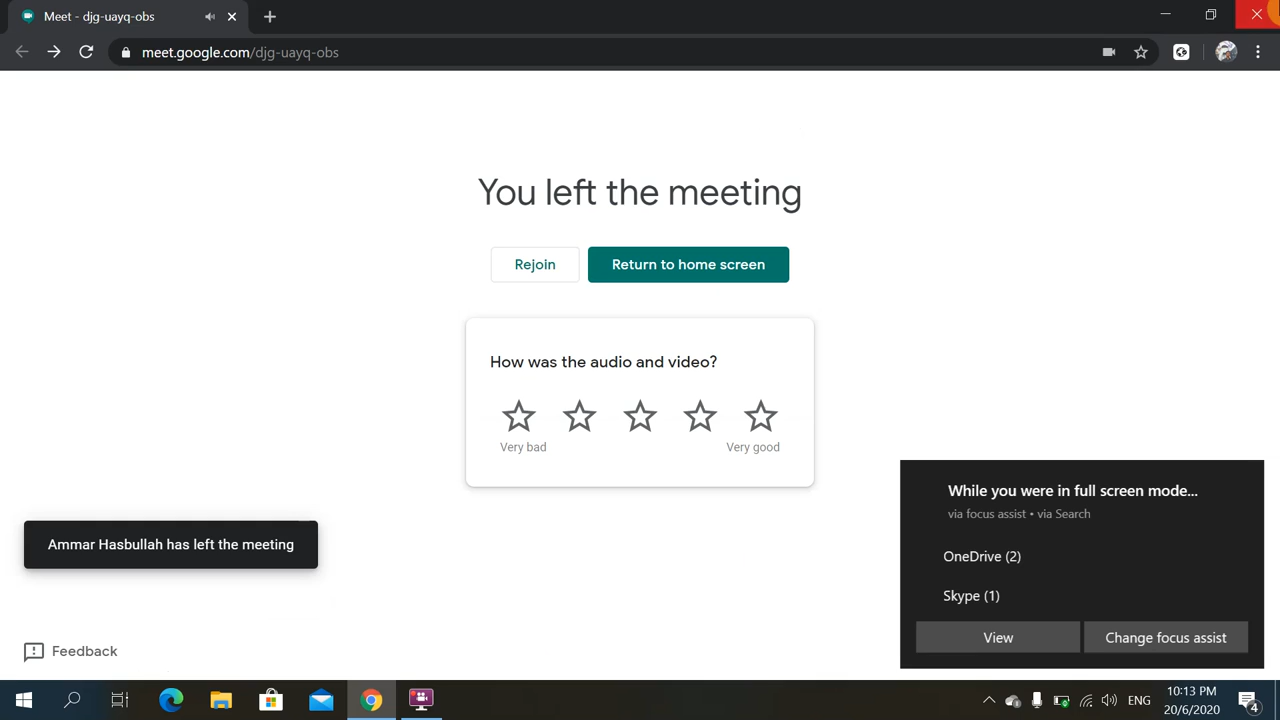 Meet - djg-uayq-obs
meet.google.com/djg-uayq-obs
You left the meeting
Rejoin
Return to home screen
How was the audio and video?
Very bad
Very good
While you were in full screen mode...
via focus assist • via Search
OneDrive (2)
Skype (1)
View
Change focus assist
Ammar Hasbullah has left the meeting
Feedback
ENG
10:13 PM
20/6/2020
4